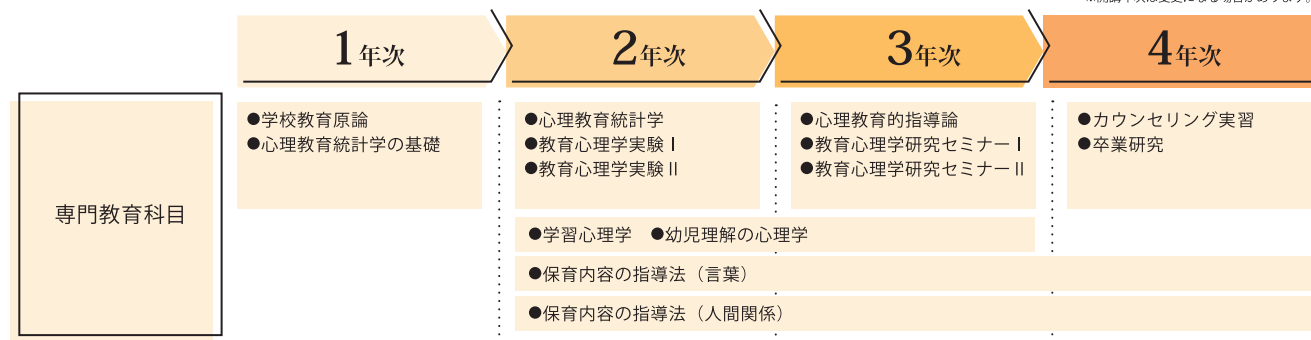 1年次
2年次
3年次
4年次
専門教育科目
●学校教育原論
●心理教育統計学の基礎
●心理教育統計学
●教育心理学実験Ⅰ
●教育心理学実験Ⅱ
●心理教育的指導論
●教育心理学研究セミナーⅠ
●教育心理学研究セミナーⅡ
●カウンセリング実習
●卒業研究
●学習心理学　●幼児理解の心理学
●保育内容の指導法（言葉）
●保育内容の指導法（人間関係）